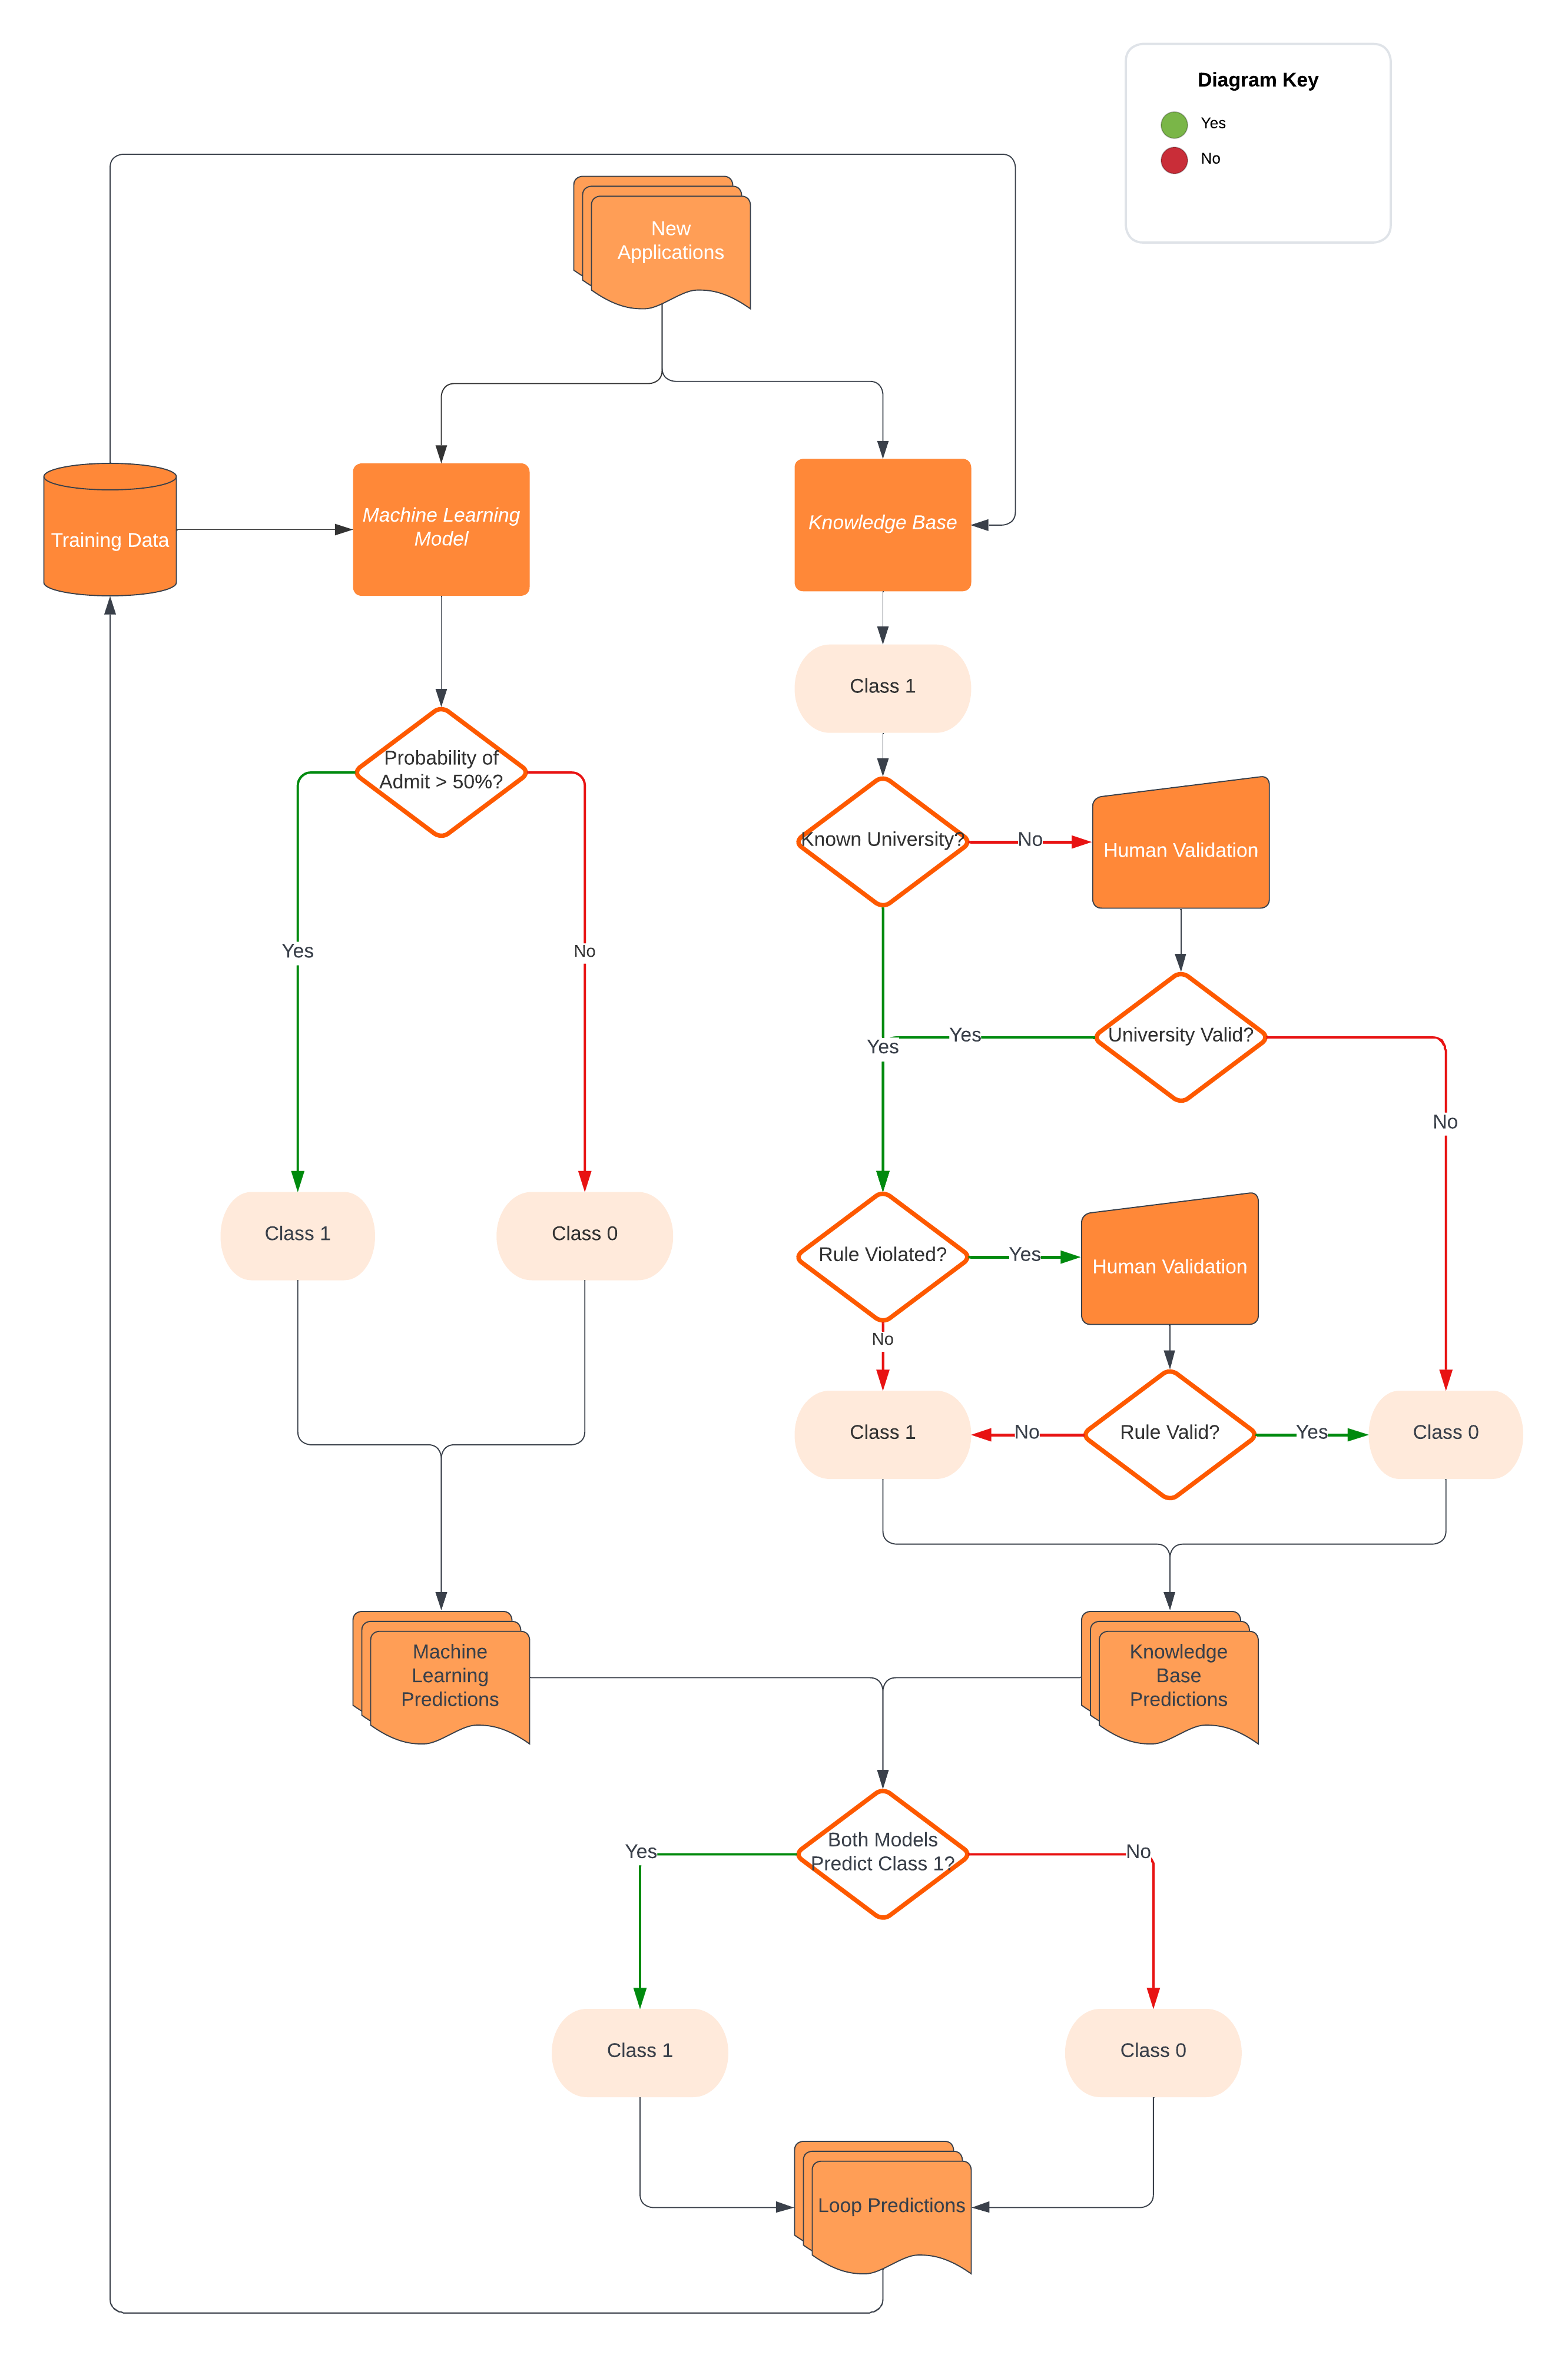 Diagram Key
Yes
No
New
Applications
Training Data
Machine Learning
Model
Knowledge Base
Class 1
Probability of
Admit > 50%?
Known University?
No
Human Validation
Yes
No
Yes
Yes
University Valid?
No
Class 1
Class 0
Rule Violated?
Yes
Human Validation
No
Class 1
No
Rule Valid?
Yes
Class 0
Machine
Learning
Predictions
Knowledge
Base
Predictions
Yes
Both Models
Predict Class 1?
No
Class 1
Class 0
Loop Predictions